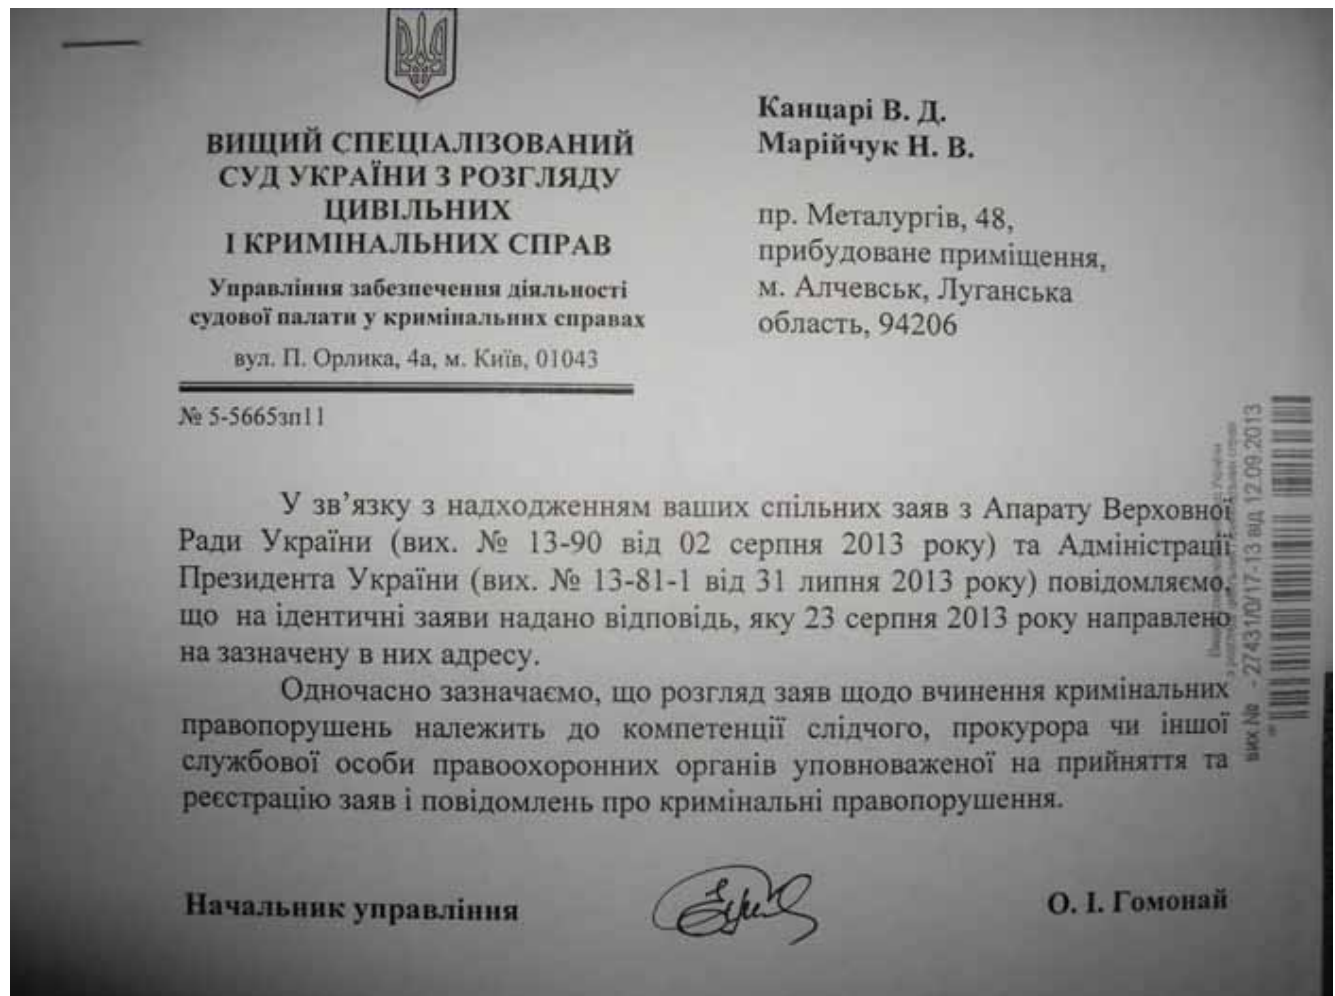 ВИЩИЙ СПЕЦІАЛІЗОВАНИЙ
СУД УКРАЇНИ З РОЗГЛЯДУ
ЦИВІЛЬНИХ
І КРИМІНАЛЬНИХ СПРАВ
Управління забезпечення діяльності
судової палати у кримінальних справах
вул. П. Орлика, 4а, м. Київ, 01043
№ 5-5665зп11
Канцарі В. Д.
Марійчук Н. В.
пр. Металургів, 48,
прибудоване приміщення,
м. Алчевськ, Луганська
область, 94206
У зв’язку з надходженням ваших спільних заяв з Апарату Верховної
Ради України (вих. № 13-90 від 02 серпня 2013 року) та Адміністрації
Президента України (вих. № 13-81-1 від 31 липня 2013 року) повідомляємо,
що на ідентичні заяви надано відповідь, яку 23 серпня 2013 року направлено
на зазначену в них адресу.
Одночасно зазначаємо, що розгляд заяв щодо вчинення кримінальних
правопорушень належить до компетенції слідчого, прокурора чи іншої
службової особи правоохоронних органів уповноваженої на прийняття та
реєстрацію заяв і повідомлень про кримінальні правопорушення.
Начальник управління
О. І. Гомонай
вих № - 27431/0/17-13 від 12.09.2013